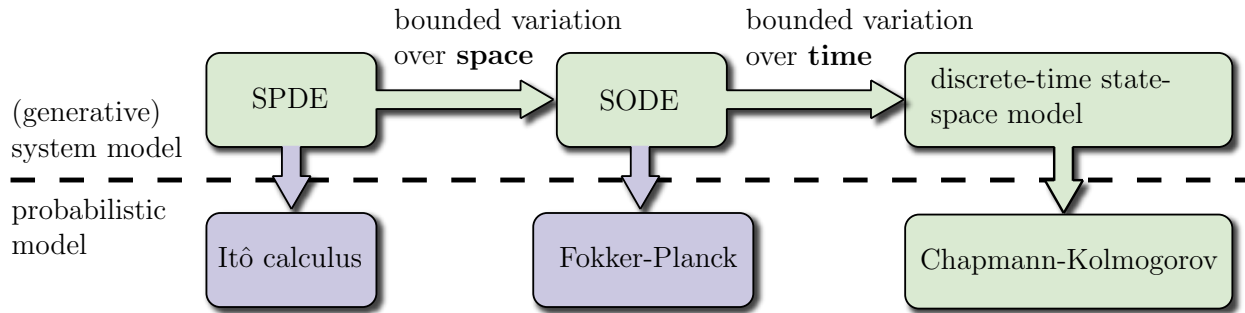 bounded variation
over space
bounded variation
over time
(generative)
system model
SPDE
SODE
discrete-time state-
space model
probabilistic
model
Itô calculus
Fokker-Planck
Chapmann-Kolmogorov